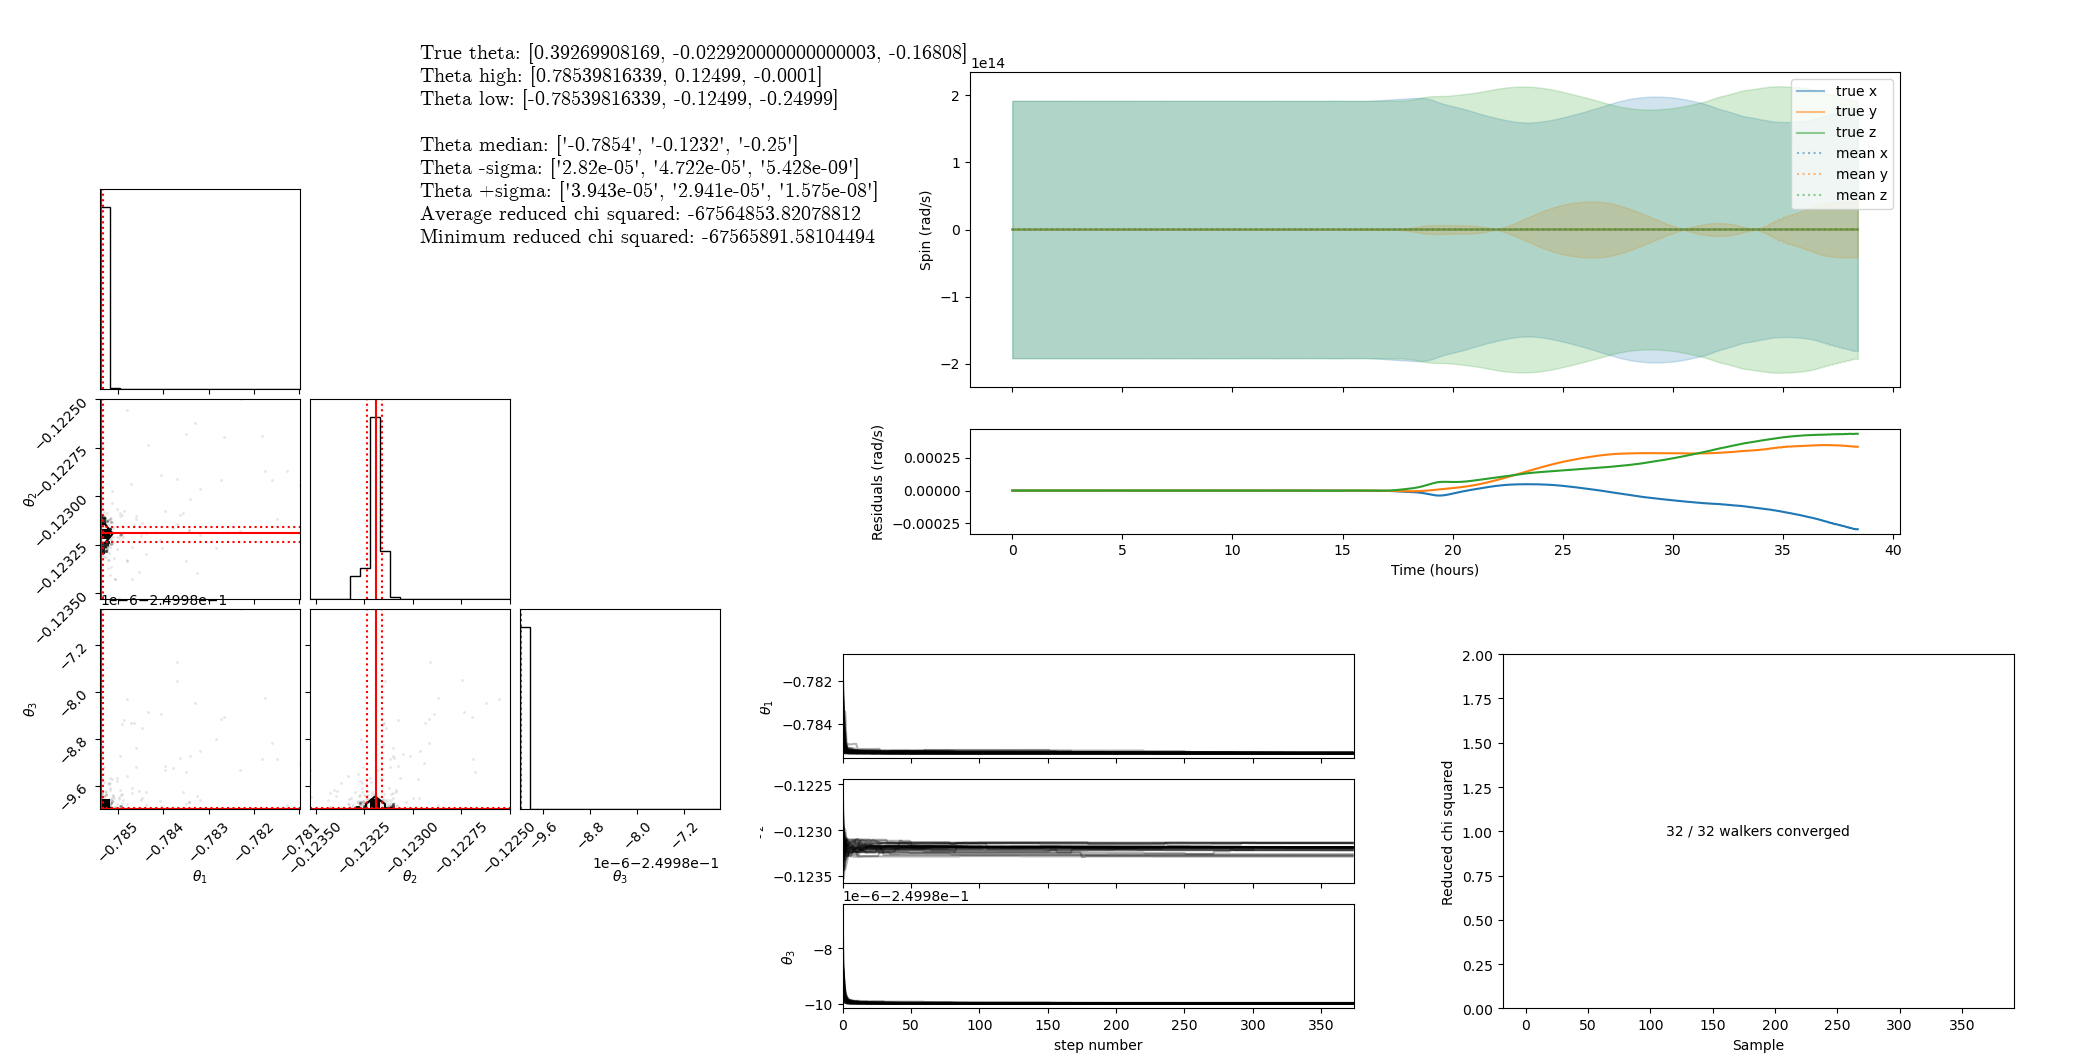 True theta: [0.39269908169, -0.022920000000000003, -0.16808]
Theta high: [0.78539816339, 0.12499, -0.0001]
Theta low: [-0.78539816339, -0.12499, -0.24999]
Theta median: ['-0.7854', '-0.1232', '-0.25']
Theta -sigma: ['2.82e-05', '4.722e-05', '5.428e-09']
Theta +sigma: ['3.943e-05', '2.941e-05', '1.575e-08']
Average reduced chi squared: -67564853.82078812
Minimum reduced chi squared: -67565891.58104494
1e14
2
1
0
−1
−2
Spin (rad/s)
true x
true y
true z
mean x
mean y
mean z
0.00025
0.00000
−0.00025
Residuals (rad/s)
0 5 10 15 20 25 30 35 40
Time (hours)
−0.12250
−0.12275
−0.12300
−0.12325
−0.12350
θ2
1e−6−2.4998e−1
−7.2
−8.0
−8.8
−9.6
θ3
−0.785 −0.784 −0.783 −0.782 −0.781
θ1
−0.12350 −0.12325 −0.12300 −0.12275 −0.12250
θ2
−9.6 −8.8 −8.0 −7.2
1e−6−2.4998e−1
θ3
−0.782
−0.784
θ1
−0.1225
−0.1230
−0.1235
1e−6−2.4998e−1
−8
−10
θ3
0 50 100 150 200 250 300 350
step number
2.00
1.75
1.50
1.25
1.00
0.75
0.50
0.25
0.00
Reduced chi squared
32 / 32 walkers converged
0 50 100 150 200 250 300 350
Sample